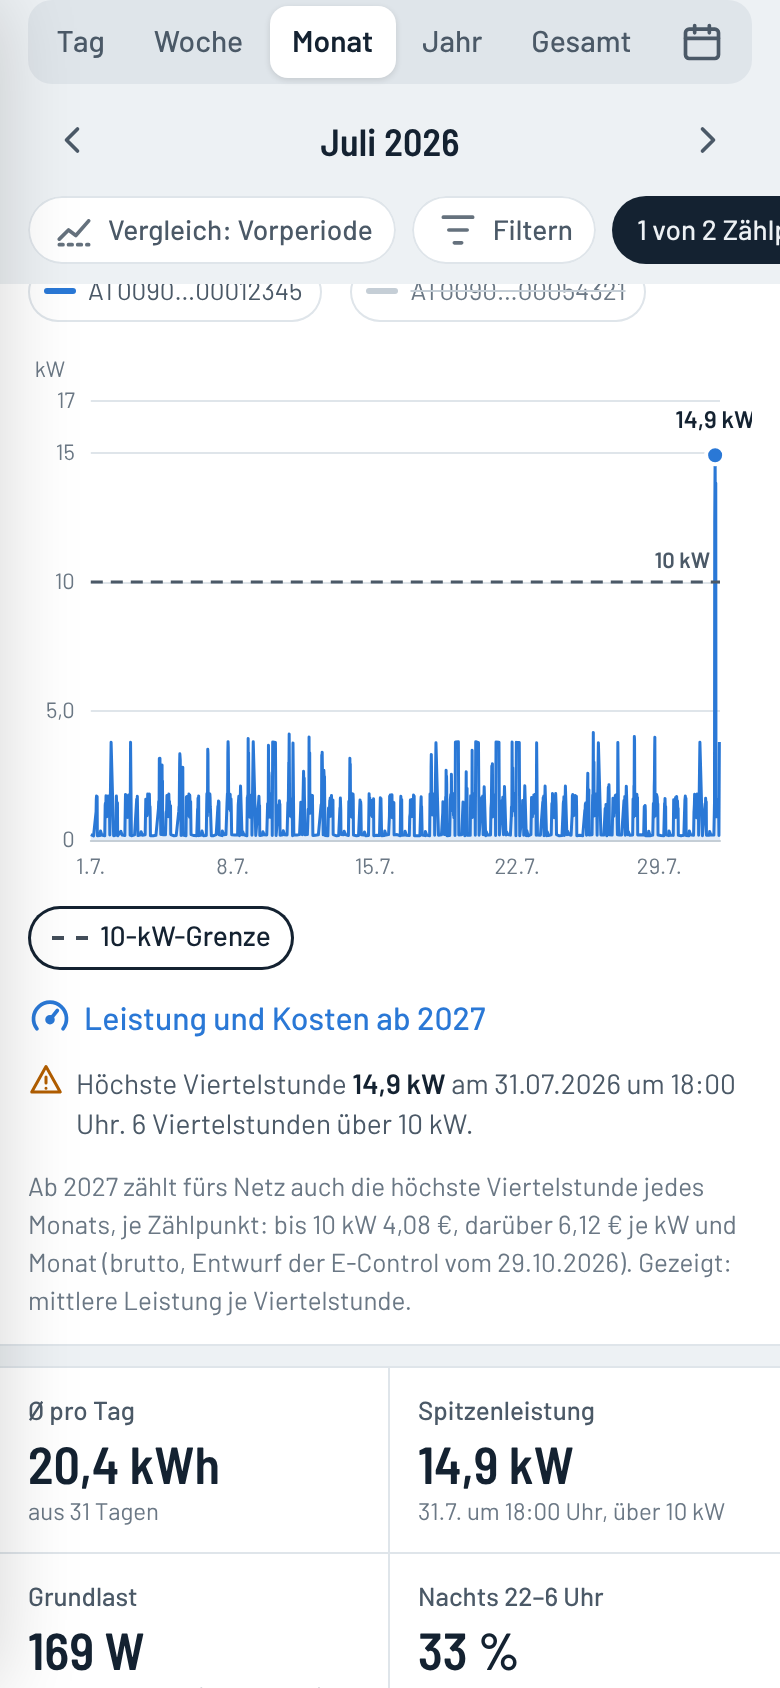 Tag Woche Monat Jahr Gesamt
Juli 2026
Vergleich: Vorperiode Filtern 1 von 2 Zählp
AT0090...00012345 AT0090...00054321
kW
17
14,9 kW
15
10 kW
10
5,0
0
1.7. 8.7. 15.7. 22.7. 29.7.
10-kW-Grenze
Leistung und Kosten ab 2027
Höchste Viertelstunde 14,9 kW am 31.07.2026 um 18:00
Uhr. 6 Viertelstunden über 10 kW.
Ab 2027 zählt fürs Netz auch die höchste Viertelstunde jedes
Monats, je Zählpunkt: bis 10 kW 4,08 €, darüber 6,12 € je kW und
Monat (brutto, Entwurf der E-Control vom 29.10.2026). Gezeigt:
mittlere Leistung je Viertelstunde.
Ø pro Tag
20,4 kWh
aus 31 Tagen
Spitzenleistung
14,9 kW
31.7. um 18:00 Uhr, über 10 kW
Grundlast
169 W
Nachts 22–6 Uhr
33 %